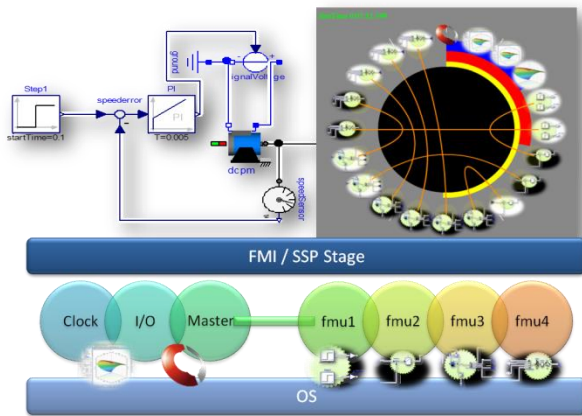 Step1
startTime=0.1
speederror
PI
PI
T=0.005
ground
ignalVoltage
dcpm
speedSensor
FMI / SSP Stage
Clock
I/O
Master
fmu1
fmu2
fmu3
fmu4
OS